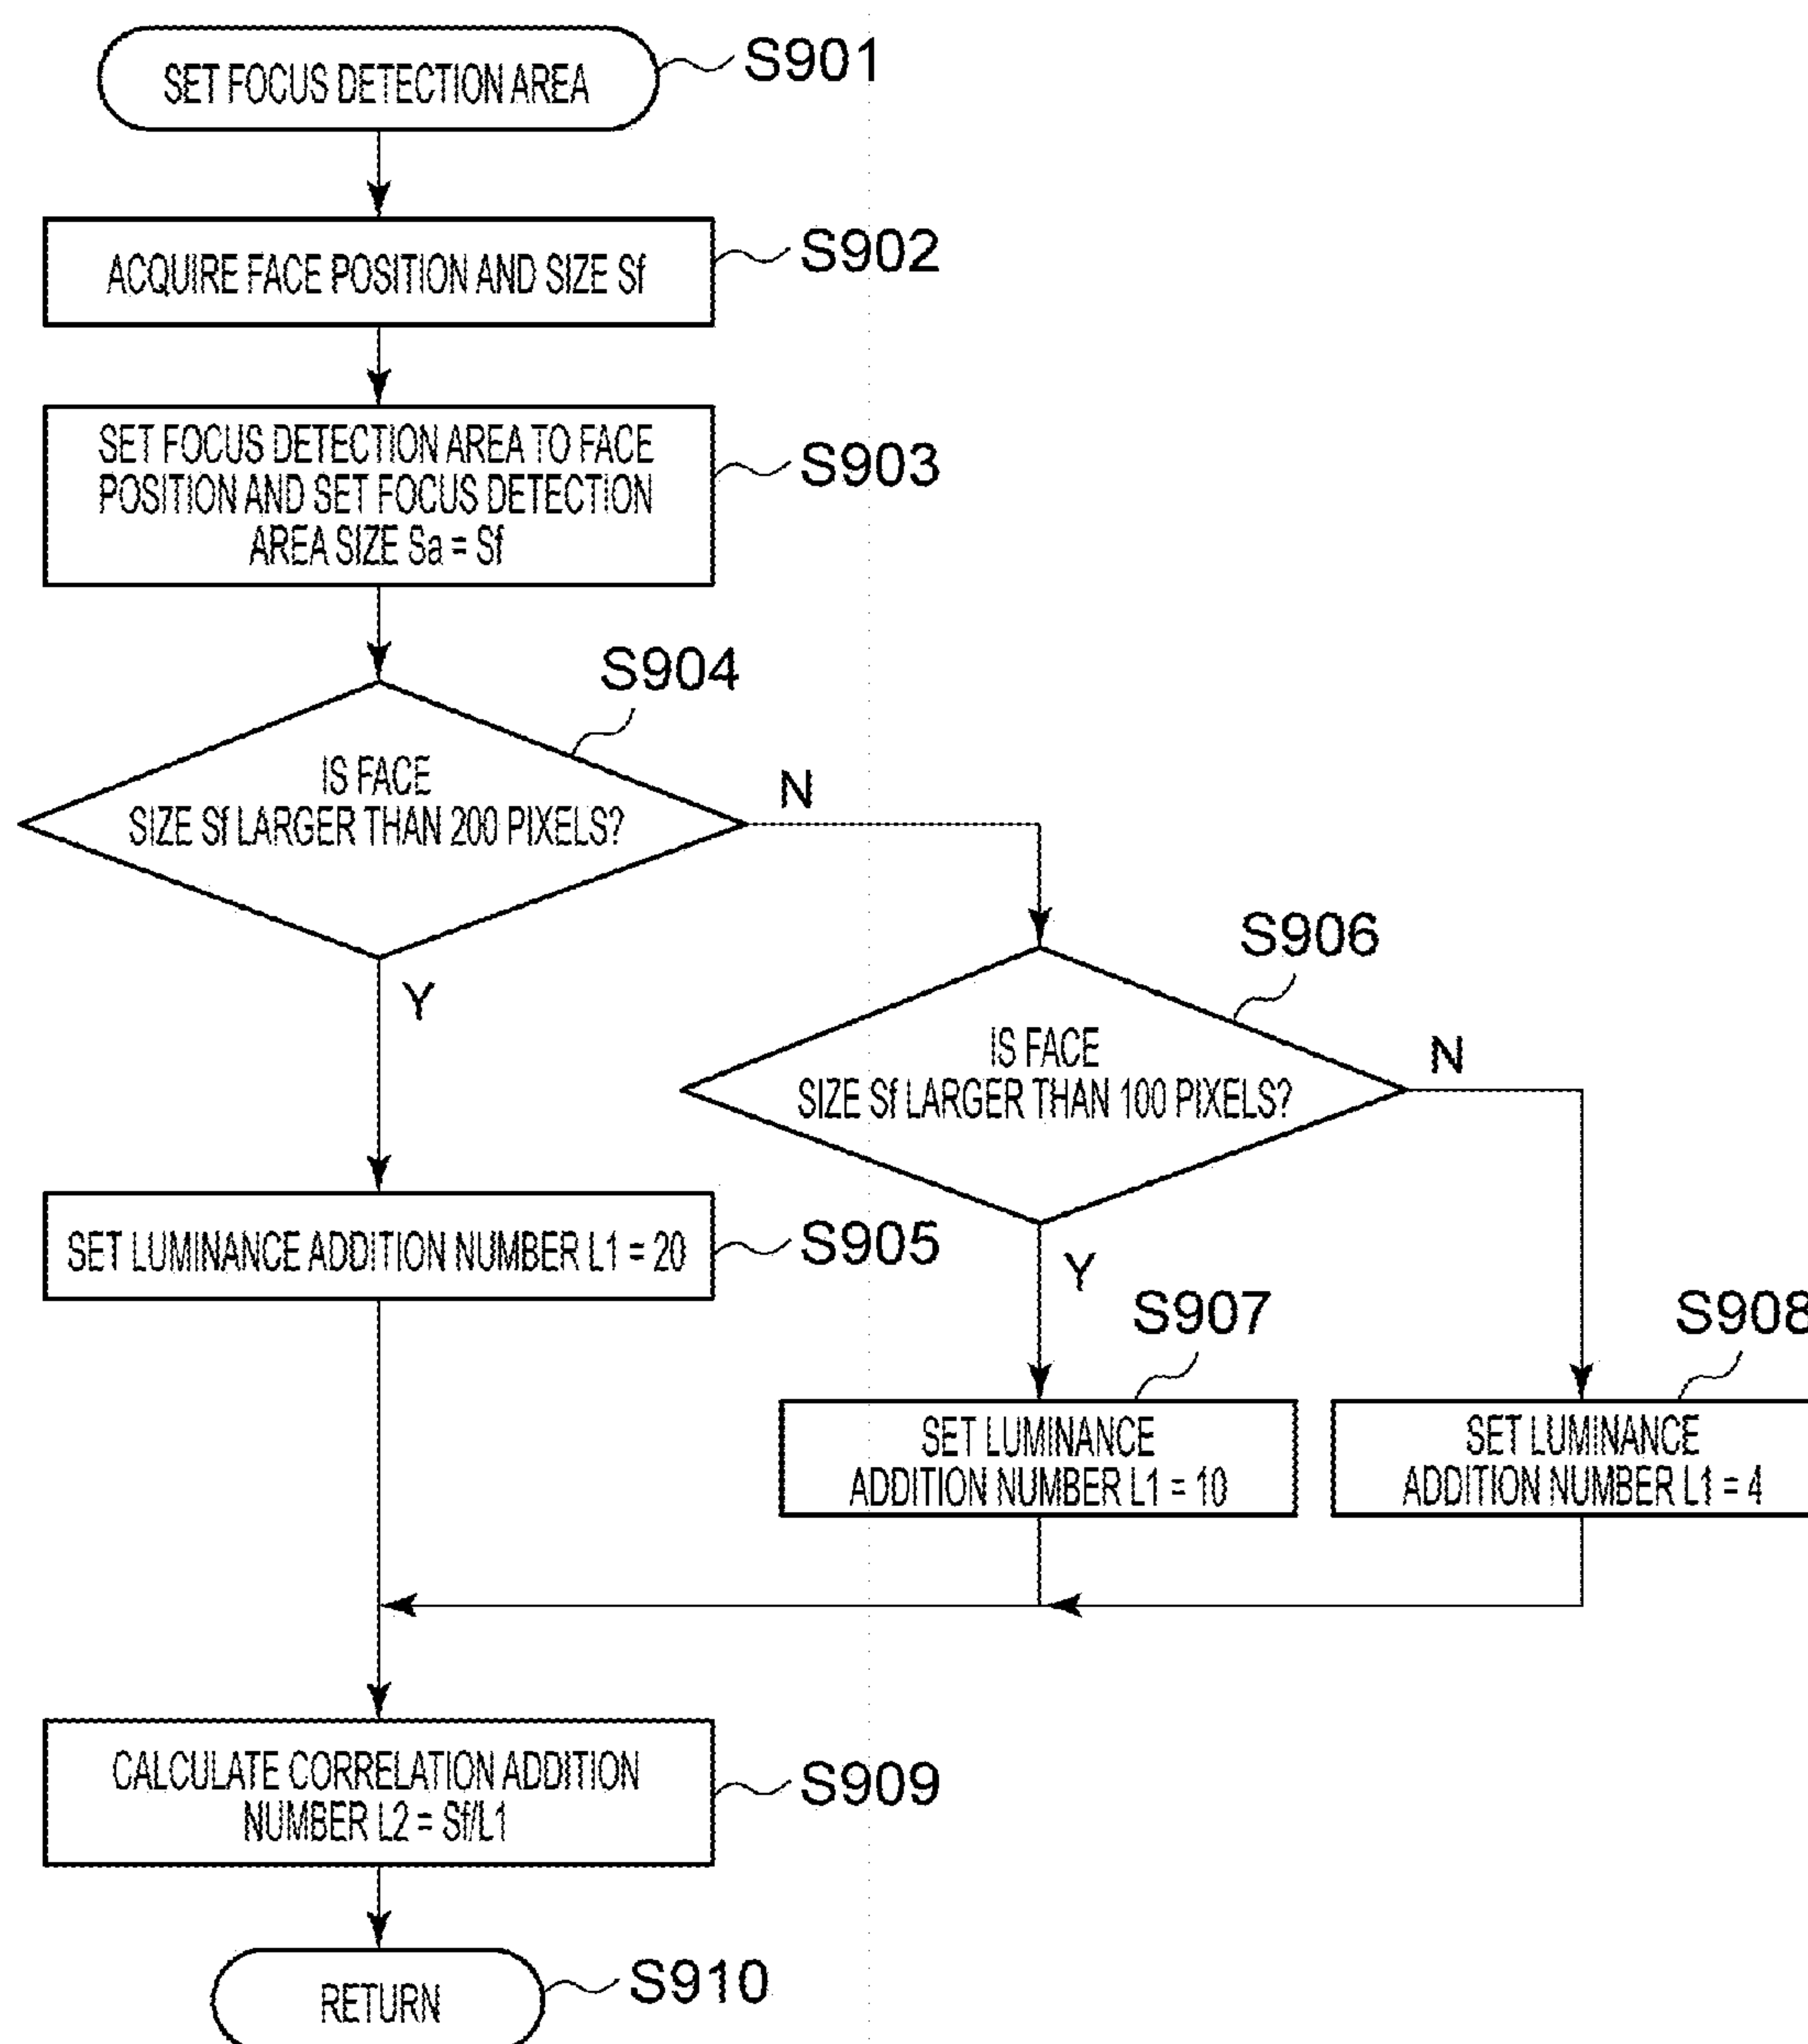 SET FOCUS DETECTION AREA
S901
ACQUIRE FACE POSITION AND SIZE Sf
S902
SET FOCUS DETECTION AREA TO FACE
POSITION AND SET FOCUS DETECTION
AREA SIZE Sa = Sf
S903
S904
IS FACE
SIZE Sf LARGER THAN 200 PIXELS?
N
Y
S906
IS FACE
SIZE Sf LARGER THAN 100 PIXELS?
N
Y
SET LUMINANCE ADDITION NUMBER L1 = 20
S905
S907
SET LUMINANCE
ADDITION NUMBER L1 = 10
S908
SET LUMINANCE
ADDITION NUMBER L1 = 4
CALCULATE CORRELATION ADDITION
NUMBER L2 = Sf/L1
S909
RETURN
S910